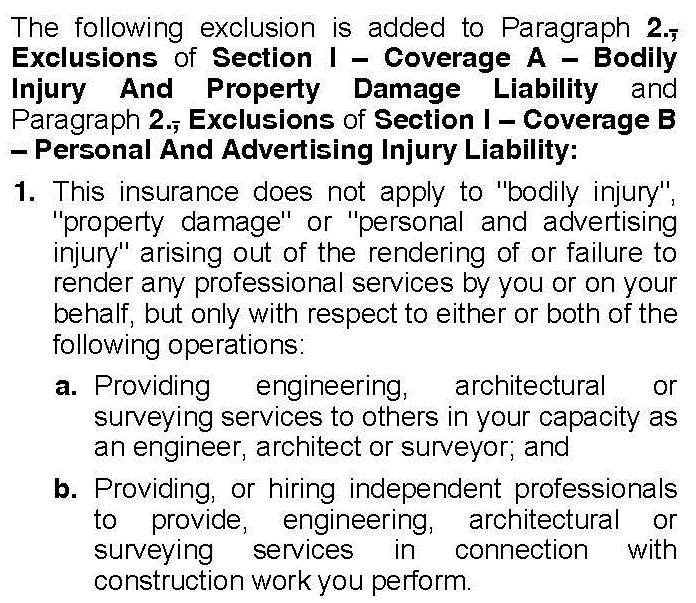 The following exclusion is added to Paragraph 2.,
Exclusions of Section I – Coverage A – Bodily
Injury And Property Damage Liability and
Paragraph 2., Exclusions of Section I – Coverage B
– Personal And Advertising Injury Liability:
1. This insurance does not apply to "bodily injury",
"property damage" or "personal and advertising
injury" arising out of the rendering of or failure to
render any professional services by you or on your
behalf, but only with respect to either or both of the
following operations:
a. Providing engineering, architectural or
surveying services to others in your capacity as
an engineer, architect or surveyor; and
b. Providing, or hiring independent professionals
to provide, engineering, architectural or
surveying services in connection with
construction work you perform.